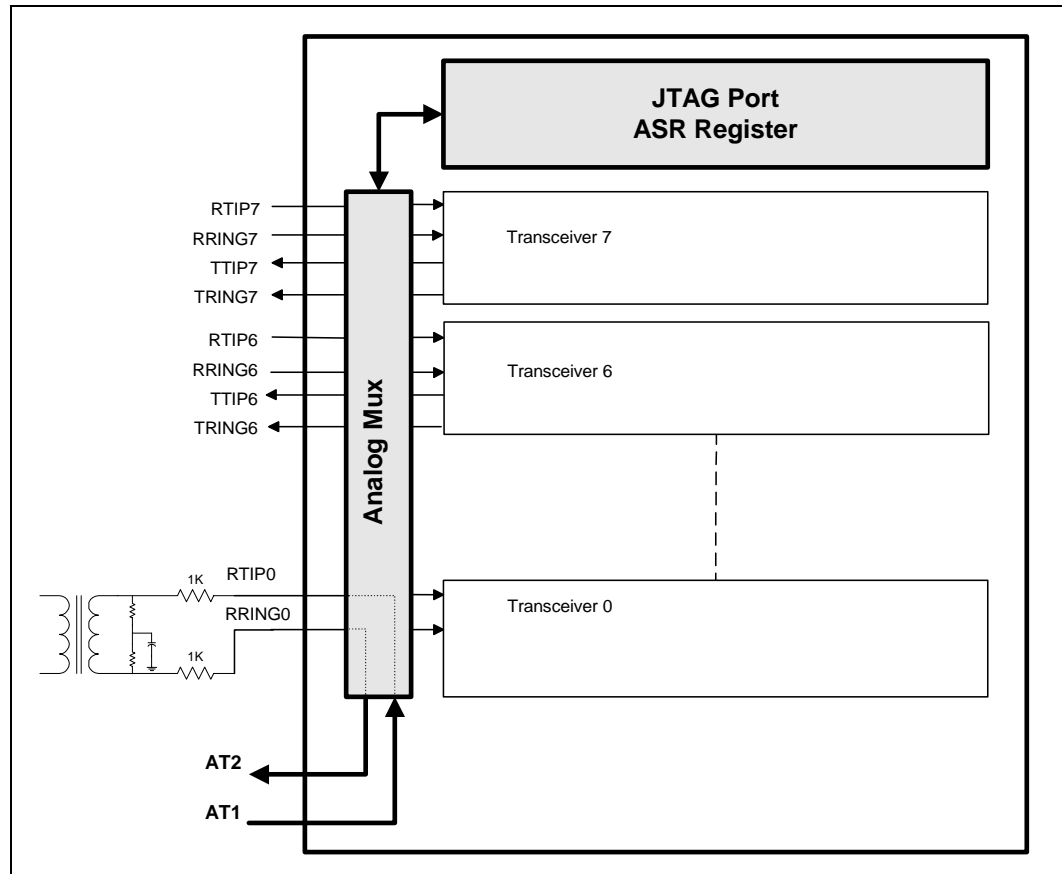 JTAG Port
ASR Register
RTIP7
RRING7
TTIP7
TRING7
Transceiver 7
RTIP6
RRING6
TTIP6
TRING6
Transceiver 6
Analog Mux
1K
RTIP0
RRING0
1K
Transceiver 0
AT2
AT1